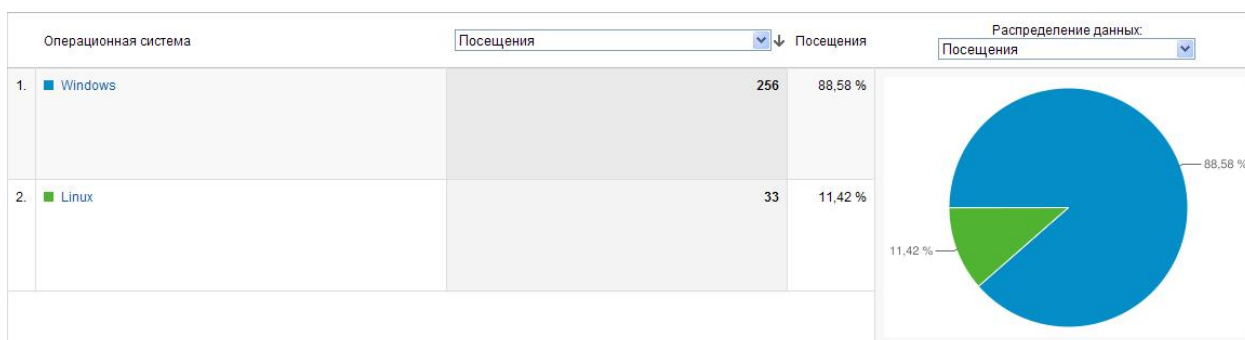 Операционная система
Посещения
Посещения
Распределение данных:
Посещения
1. Windows 256 88,58 %
2. Linux 33 11,42 %
88,58 %
11,42 %